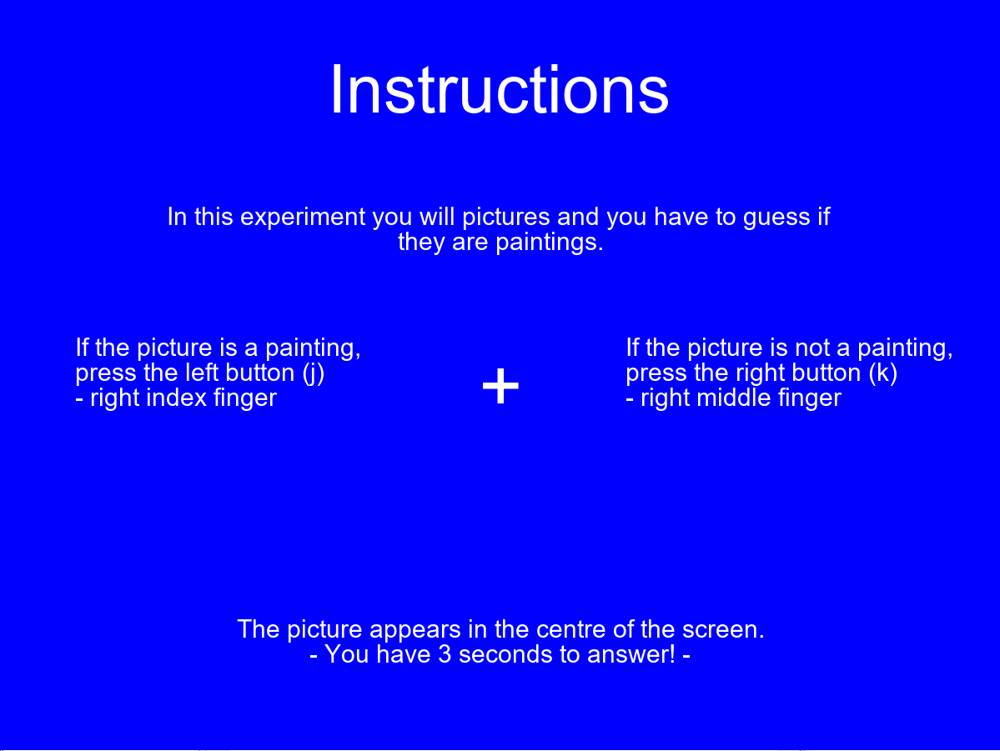 Instructions
In this experiment you will pictures and you have to guess if
they are paintings.
If the picture is a painting,
press the left button (j)
- right index finger
+
If the picture is not a painting,
press the right button (k)
- right middle finger
The picture appears in the centre of the screen.
- You have 3 seconds to answer! -